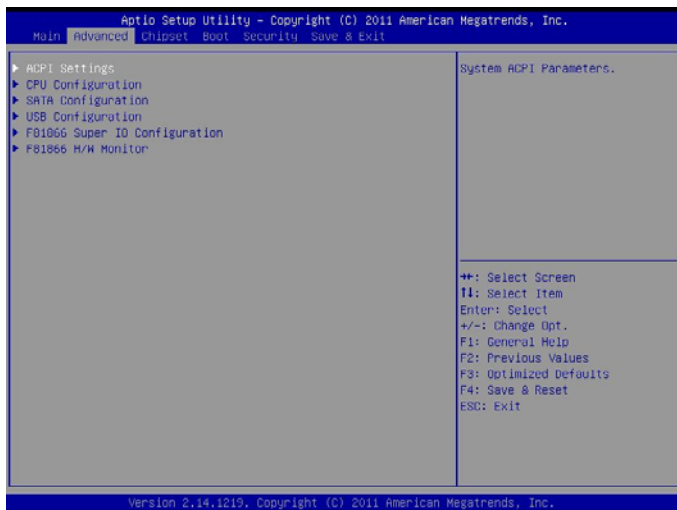 Aptio Setup Utility - Copyright (C) 2011 American Megatrends, Inc.
Main Advanced Chipset Boot Security Save & Exit
► ACPI Settings
► CPU Configuration
► SATA Configuration
► USB Configuration
► F81866 Super IO Configuration
► F81866 H/W Monitor
System ACPI Parameters.
→←: Select Screen
↑↓: Select Item
Enter: Select
+/-: Change Opt.
F1: General Help
F2: Previous Values
F3: Optimized Defaults
F4: Save & Reset
ESC: Exit
Version 2.14.1219. Copyright (C) 2011 American Megatrends, Inc.